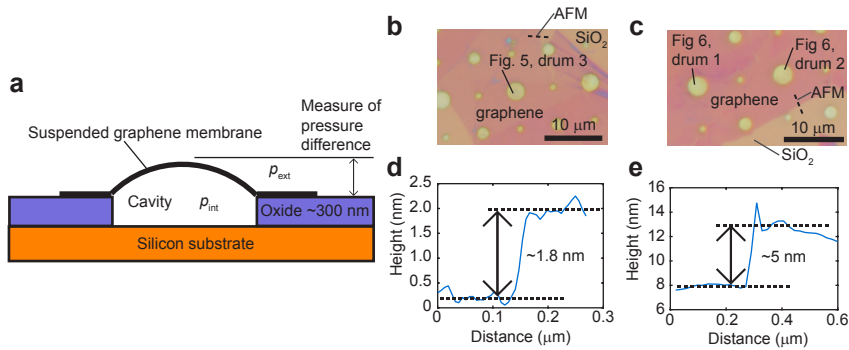 a
Suspended graphene membrane
Measure of
pressure
difference
p_ext
Cavity
p_int
Oxide ~300 nm
Silicon substrate
b
AFM
SiO₂
Fig. 5, drum 3
graphene
10 μm
c
Fig 6,
drum 1
Fig 6,
drum 2
AFM
graphene
10 μm
SiO₂
d
Height (nm)
2.5
2.0
1.5
1.0
0.5
0
~1.8 nm
0
0.1
0.2
0.3
Distance (μm)
e
Height (nm)
16
14
12
10
8
6
~5 nm
0
0.2
0.4
0.6
Distance (μm)